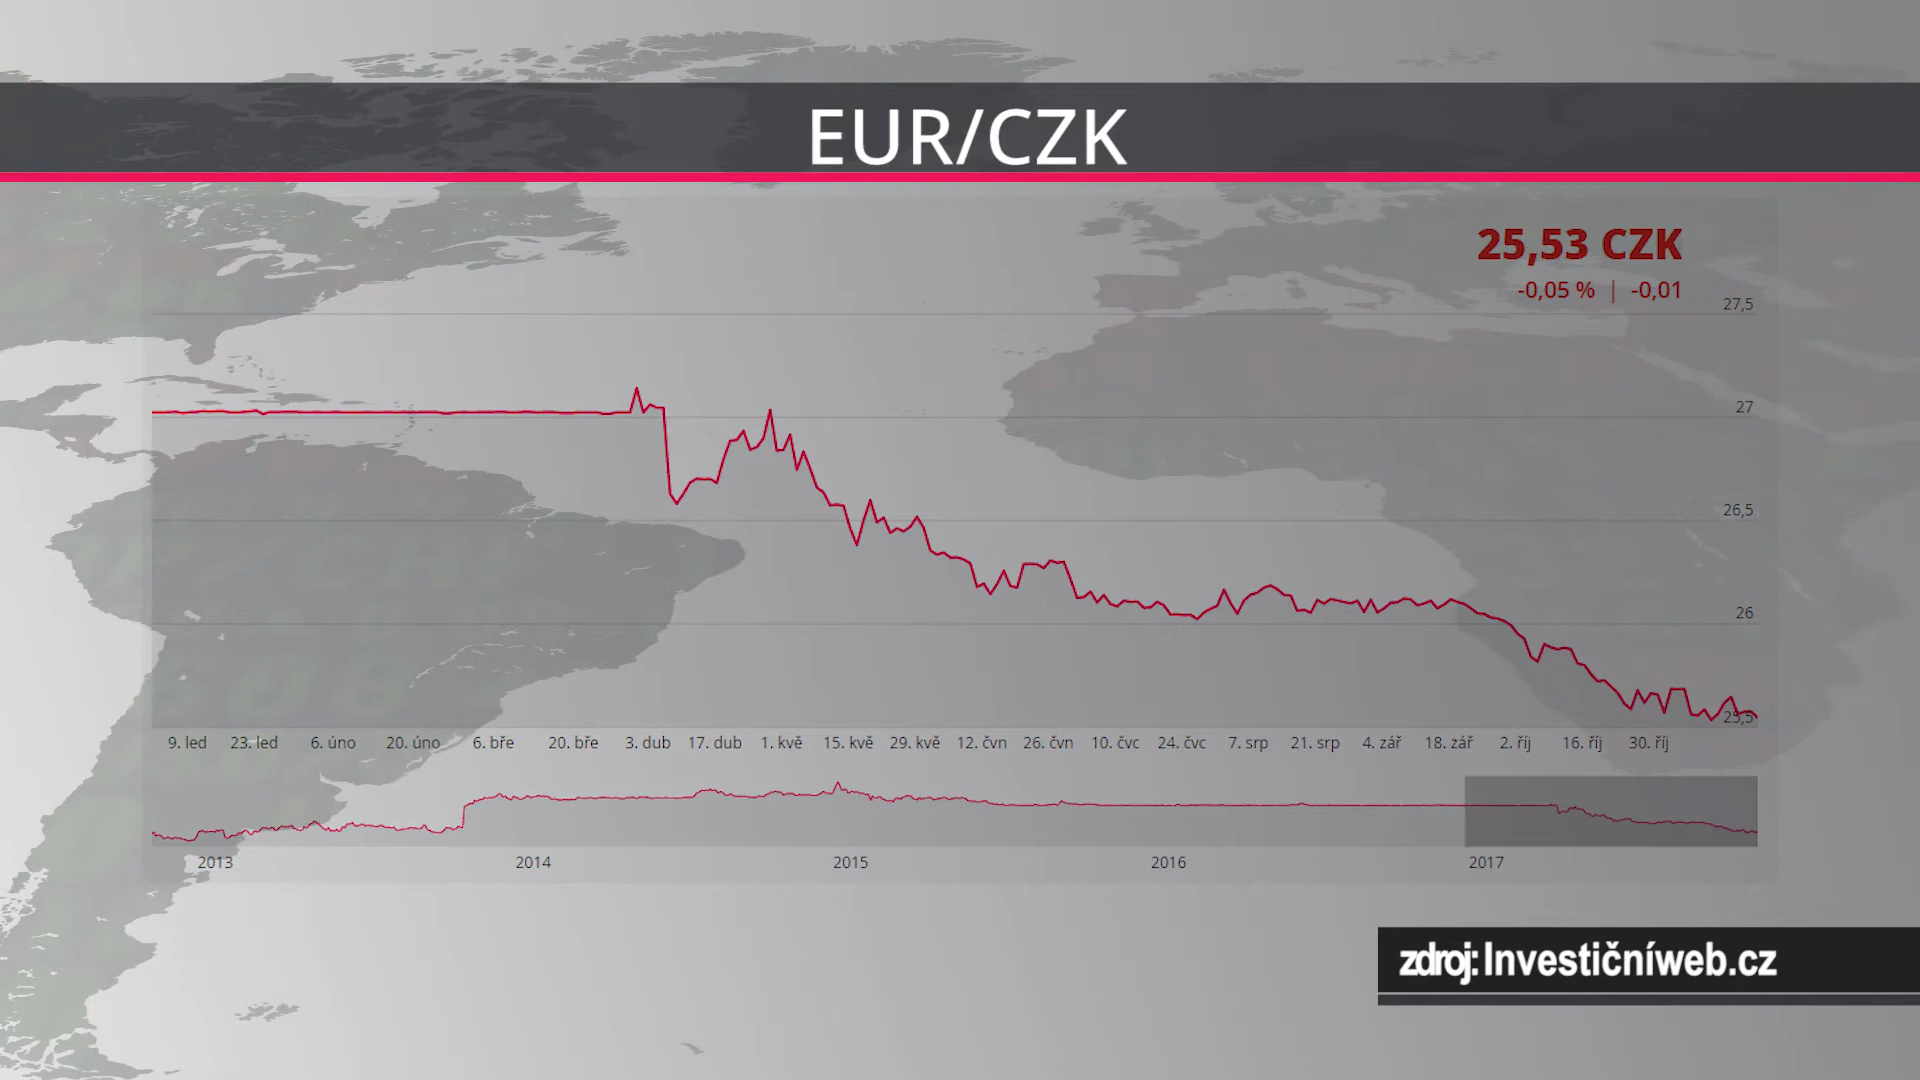 EUR/CZK
25,53 CZK
-0,05 % | -0,01
27,5
27
26,5
26
25,5
9. led 23. led 6. úno 20. úno 6. bře 20. bře 3. dub 17. dub 1. kvě 15. kvě 29. kvě 12. čvn 26. čvn 10. čvc 24. čvc 7. srp 21. srp 4. zář 18. zář 2. říj 16. říj 30. říj
2013 2014 2015 2016 2017
zdroj: Investičníweb.cz